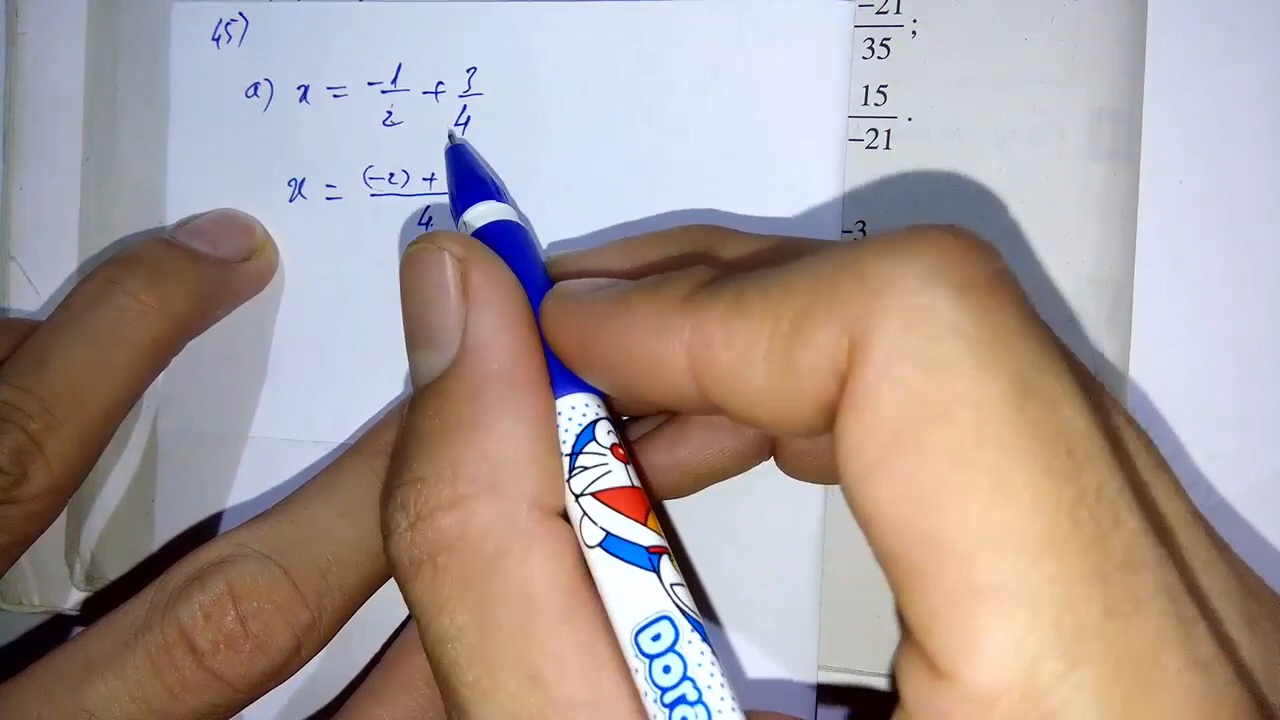 45)
a) x = -1/2 + 3/4
x = (-2) + /4
-21/35 ;
15/-21 .
-3
Dora